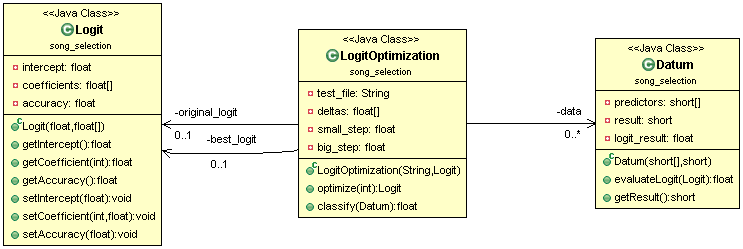 <<Java Class>>
Logit
song_selection
intercept: float
coefficients: float[]
accuracy: float
Logit(float,float[])
getIntercept():float
getCoefficient(int):float
getAccuracy():float
setIntercept(float):void
setCoefficient(int,float):void
setAccuracy(float):void
-original_logit
0..1
-best_logit
0..1
<<Java Class>>
LogitOptimization
song_selection
test_file: String
deltas: float[]
small_step: float
big_step: float
LogitOptimization(String,Logit)
optimize(int):Logit
classify(Datum):float
-data
0..*
<<Java Class>>
Datum
song_selection
predictors: short[]
result: short
logit_result: float
Datum(short[],short)
evaluateLogit(Logit):float
getResult():short